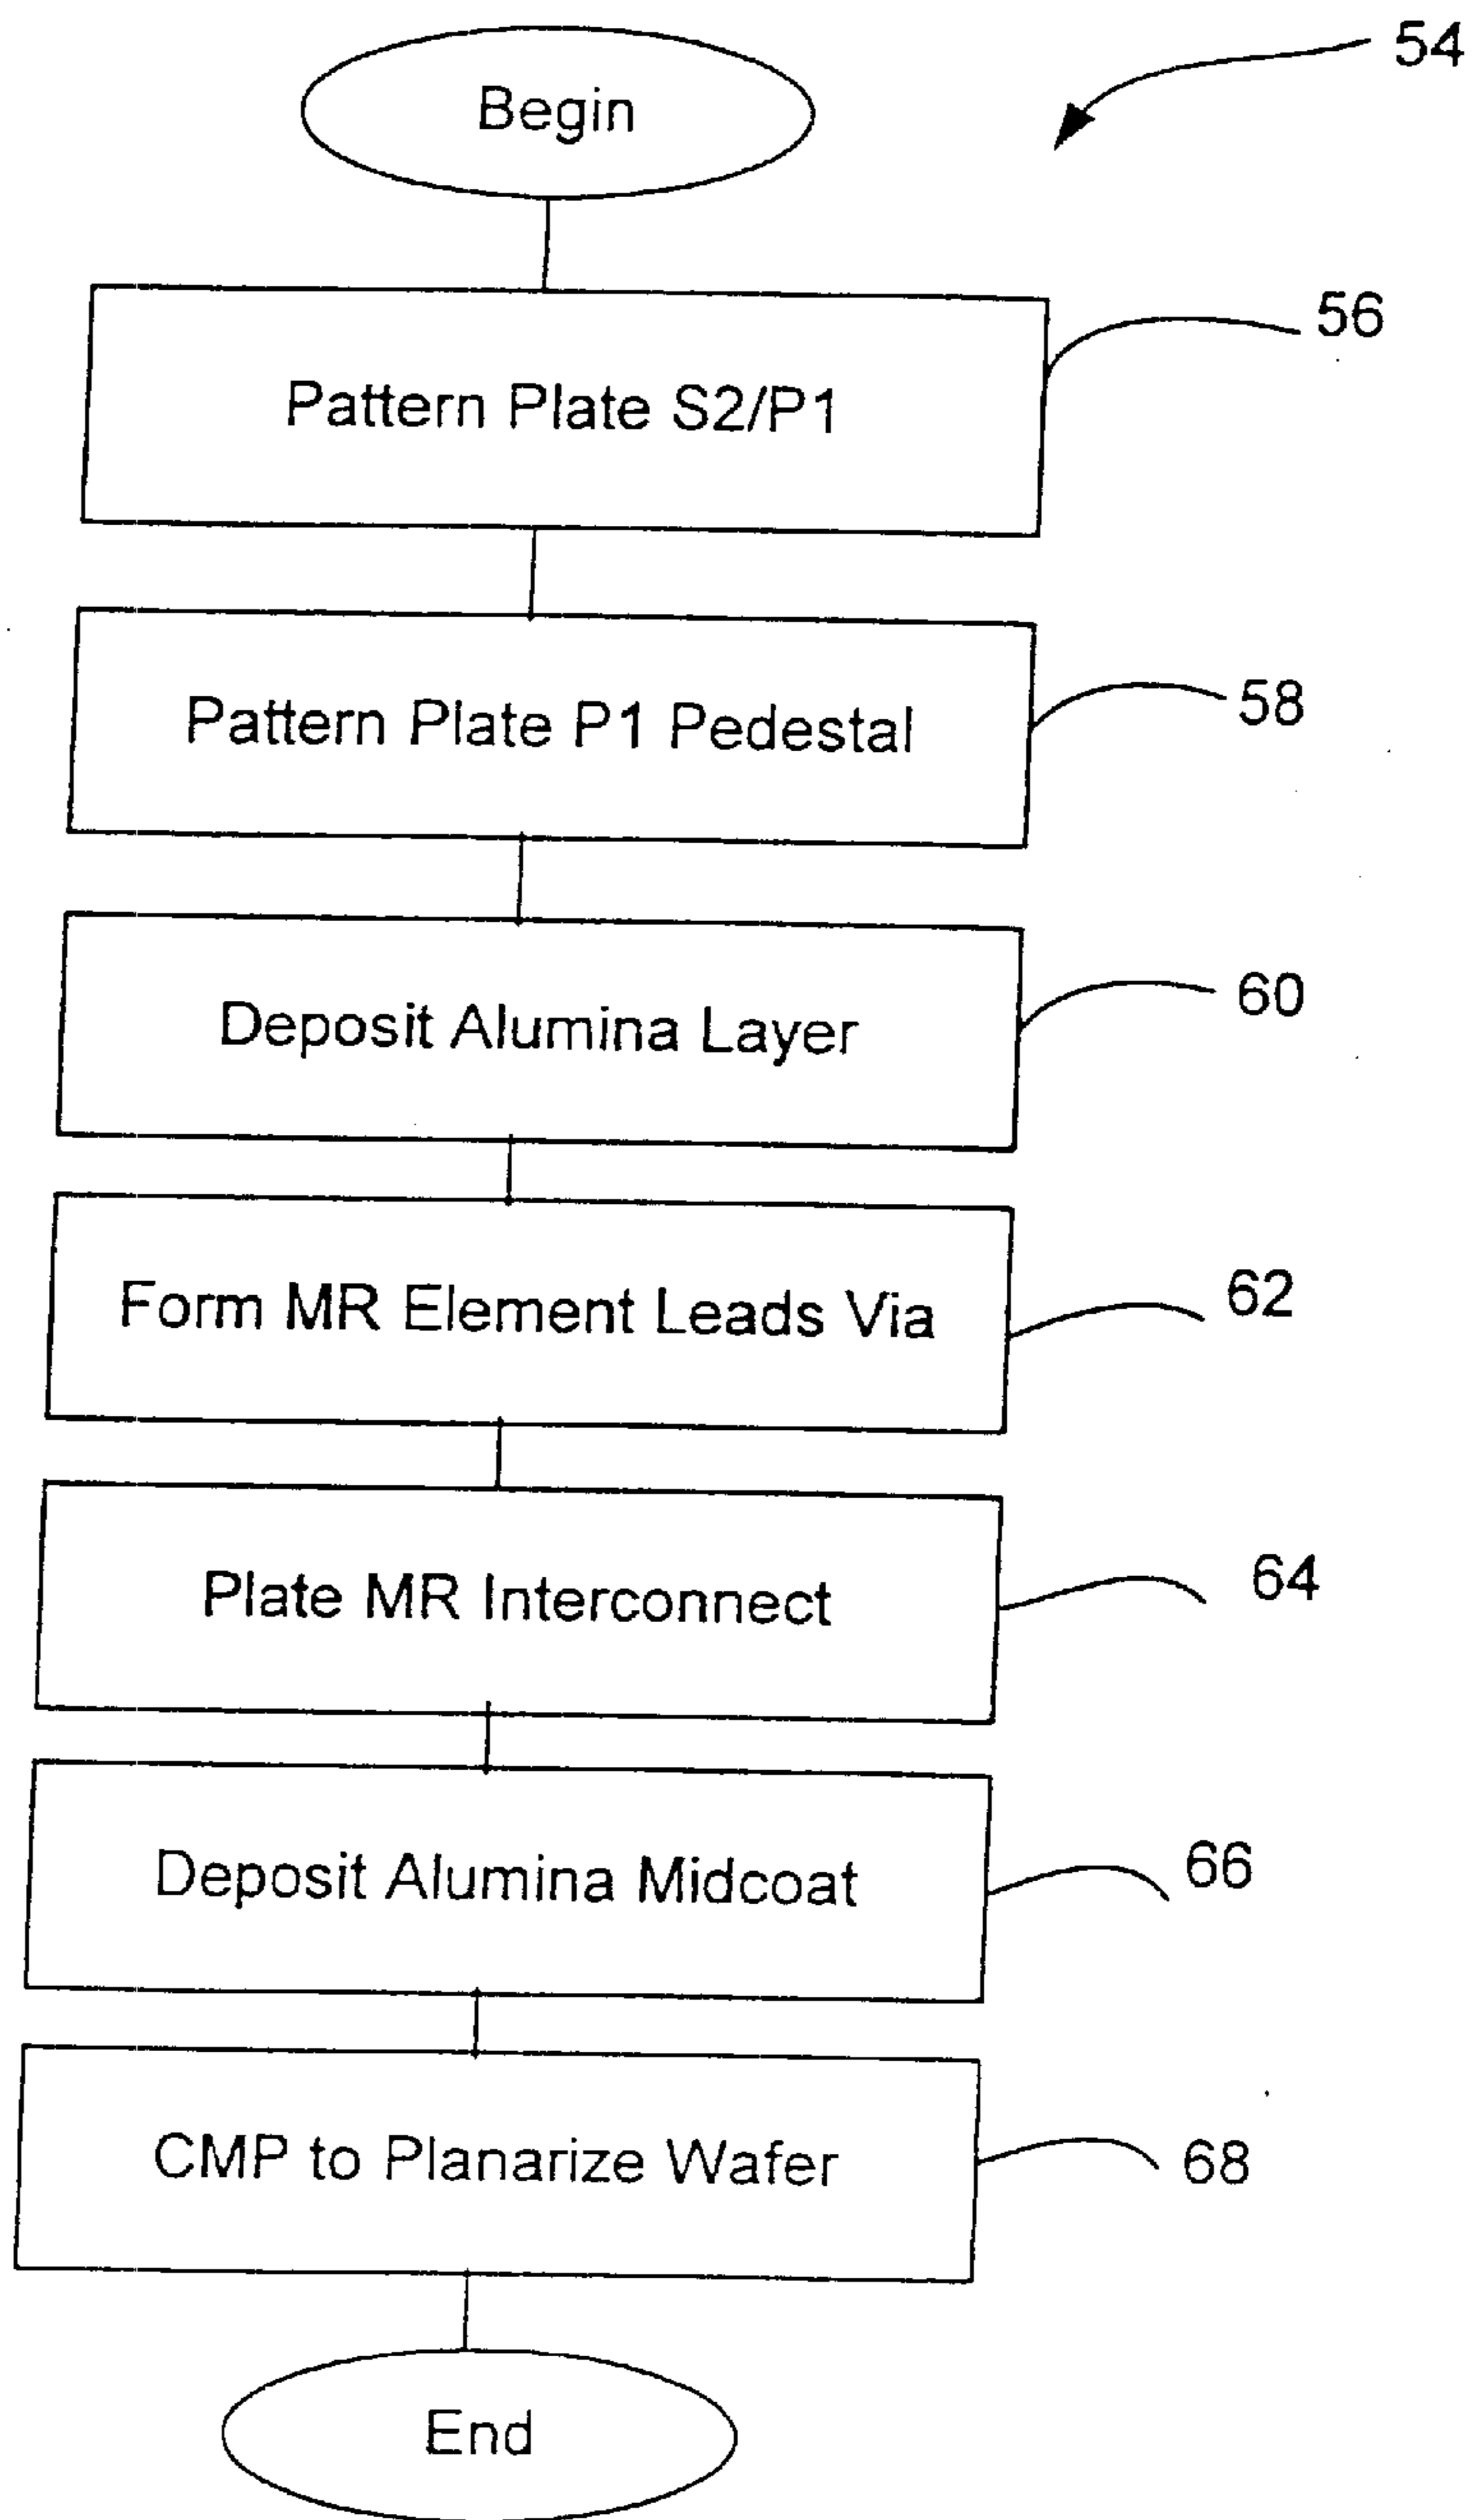 54
Begin
56
Pattern Plate S2/P1
58
Pattern Plate P1 Pedestal
60
Deposit Alumina Layer
62
Form MR Element Leads Via
64
Plate MR Interconnect
66
Deposit Alumina Midcoat
68
CMP to Planarize Wafer
End